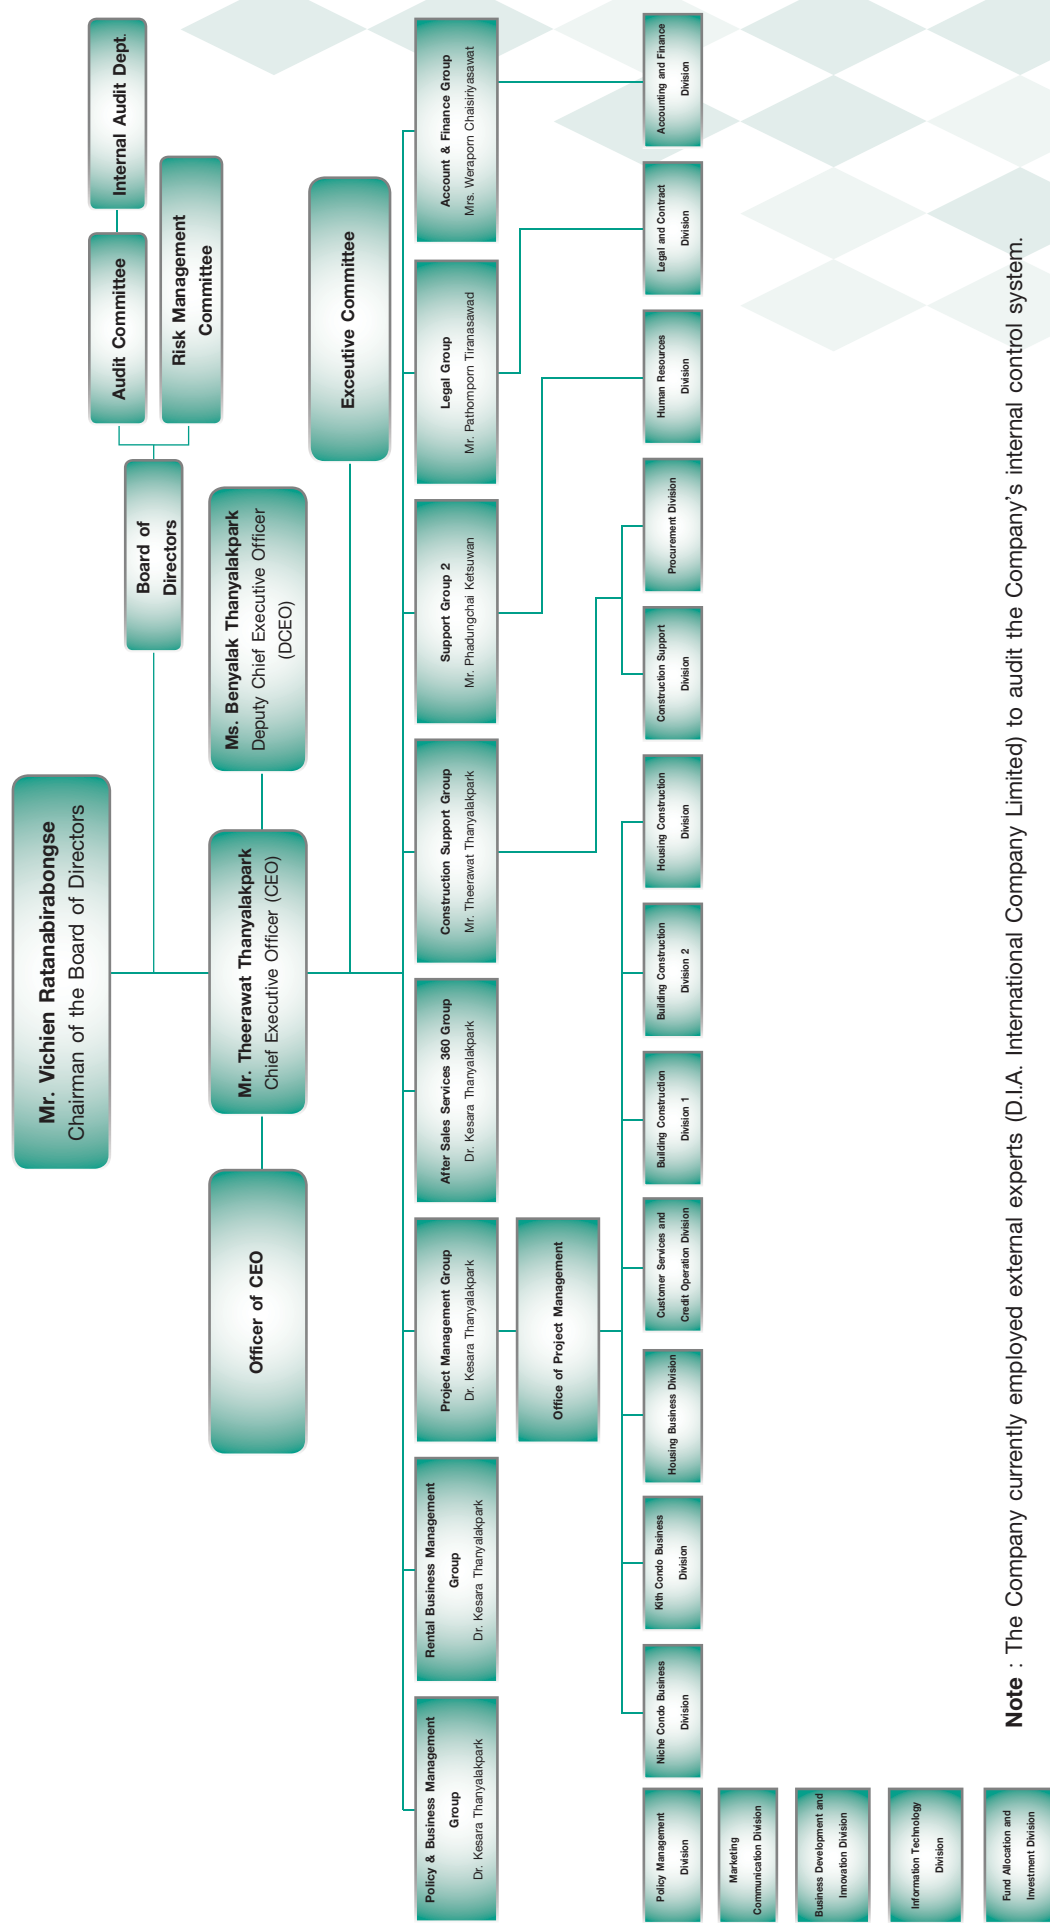 Mr. Vichien Ratanabirabongse
Chairman of the Board of Directors
Board of
Directors
Audit Committee
Internal Audit Dept.
Risk Management
Committee
Officer of CEO
Mr. Theerawat Thanyalakpark
Chief Executive Officer (CEO)
Ms. Benyalak Thanyalakpark
Deputy Chief Executive Officer
(DCEO)
Exceutive Committee
Policy & Business Management
Group
Dr. Kesara Thanyalakpark
Rental Business Management
Group
Dr. Kesara Thanyalakpark
Project Management Group
Dr. Kesara Thanyalakpark
After Sales Services 360 Group
Dr. Kesara Thanyalakpark
Construction Support Group
Mr. Theerawat Thanyalakpark
Support Group 2
Mr. Phadungchai Ketsuwan
Legal Group
Mr. Pathomporn Tiranasawad
Account & Finance Group
Mrs. Weraporn Chaisiriyasawat
Office of Project Management
Policy Management
Division
Marketing
Communication Division
Business Development and
Innovation Division
Information Technology
Division
Fund Allocation and
Investment Division
Niche Condo Business
Division
Kith Condo Business
Division
Housing Business Division
Customer Services and
Credit Operation Division
Building Construction
Division 1
Building Construction
Division 2
Housing Construction
Division
Construction Support
Division
Procurement Division
Human Resources
Division
Legal and Contract
Division
Accounting and Finance
Division
Note : The Company currently employed external experts (D.I.A. International Company Limited) to audit the Company's internal control system.